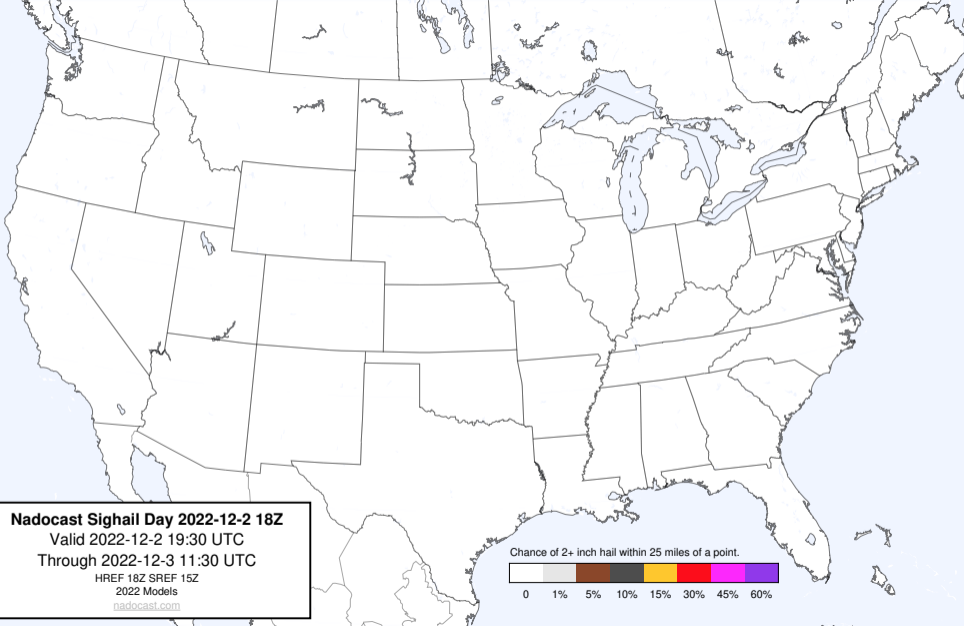 Nadocast Sighail Day 2022-12-2 18Z
Valid 2022-12-2 19:30 UTC
Through 2022-12-3 11:30 UTC
HREF 18Z SREF 15Z
2022 Models
nadocast.com
Chance of 2+ inch hail within 25 miles of a point.
0 1% 5% 10% 15% 30% 45% 60%